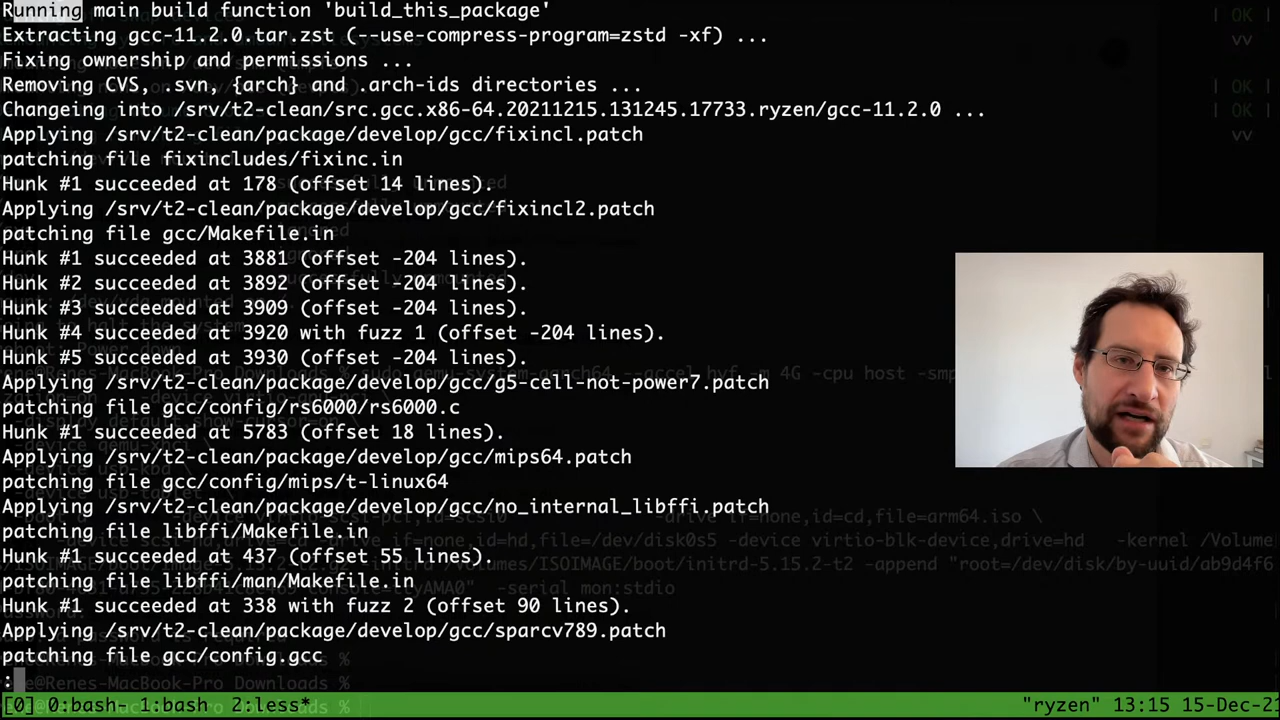 Running main build function 'build_this_package'
Extracting gcc-11.2.0.tar.zst (--use-compress-program=zstd -xf) ...
Fixing ownership and permissions ...
Removing CVS, .svn, {arch} and .arch-ids directories ...
Changeing into /srv/t2-clean/src.gcc.x86-64.20211215.131245.17733.ryzen/gcc-11.2.0 ...
Applying /srv/t2-clean/package/develop/gcc/fixincl.patch
patching file fixincludes/fixinc.in
Hunk #1 succeeded at 178 (offset 14 lines).
Applying /srv/t2-clean/package/develop/gcc/fixincl2.patch
patching file gcc/Makefile.in
Hunk #1 succeeded at 3881 (offset -204 lines).
Hunk #2 succeeded at 3892 (offset -204 lines).
Hunk #3 succeeded at 3909 (offset -204 lines).
Hunk #4 succeeded at 3920 with fuzz 1 (offset -204 lines).
Hunk #5 succeeded at 3930 (offset -204 lines).
Applying /srv/t2-clean/package/develop/gcc/g5-cell-not-power7.patch
patching file gcc/config/rs6000/rs6000.c
Hunk #1 succeeded at 5783 (offset 18 lines).
Applying /srv/t2-clean/package/develop/gcc/mips64.patch
patching file gcc/config/mips/t-linux64
Applying /srv/t2-clean/package/develop/gcc/no_internal_libffi.patch
patching file libffi/Makefile.in
Hunk #1 succeeded at 437 (offset 55 lines).
patching file libffi/man/Makefile.in
Hunk #1 succeeded at 338 with fuzz 2 (offset 90 lines).
Applying /srv/t2-clean/package/develop/gcc/sparcv789.patch
patching file gcc/config.gcc
:
[0] 0:bash- 1:bash 2:less* "ryzen" 13:15 15-Dec-21